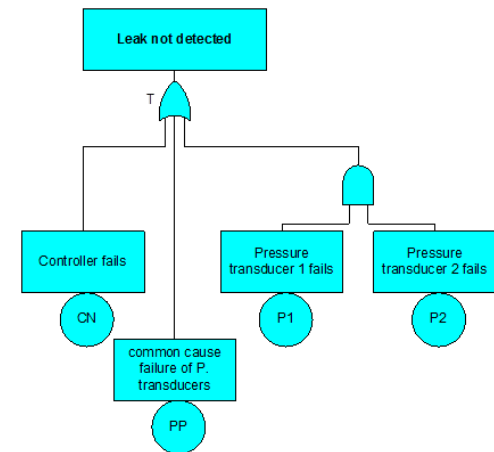 Leak not detected
T
Controller fails
Pressure
transducer 1 fails
Pressure
transducer 2 fails
CN
P1
P2
common cause
failure of P.
transducers
PP